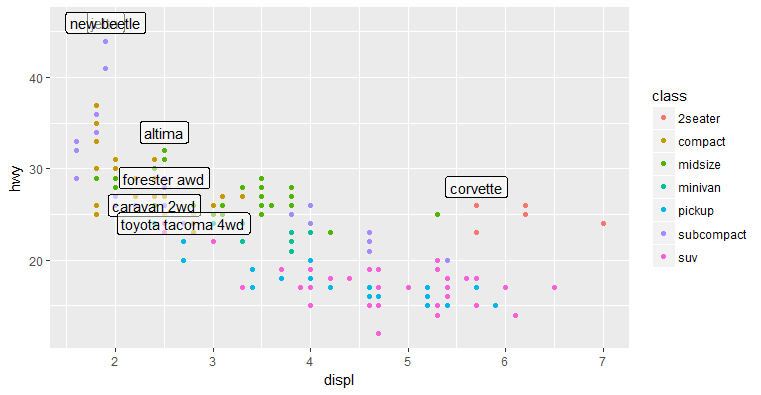 new beetle
jetta
altima
forester awd
caravan 2wd
toyota tacoma 4wd
corvette
hwy
40
30
20
2
3
4
5
6
7
displ
class
2seater
compact
midsize
minivan
pickup
subcompact
suv